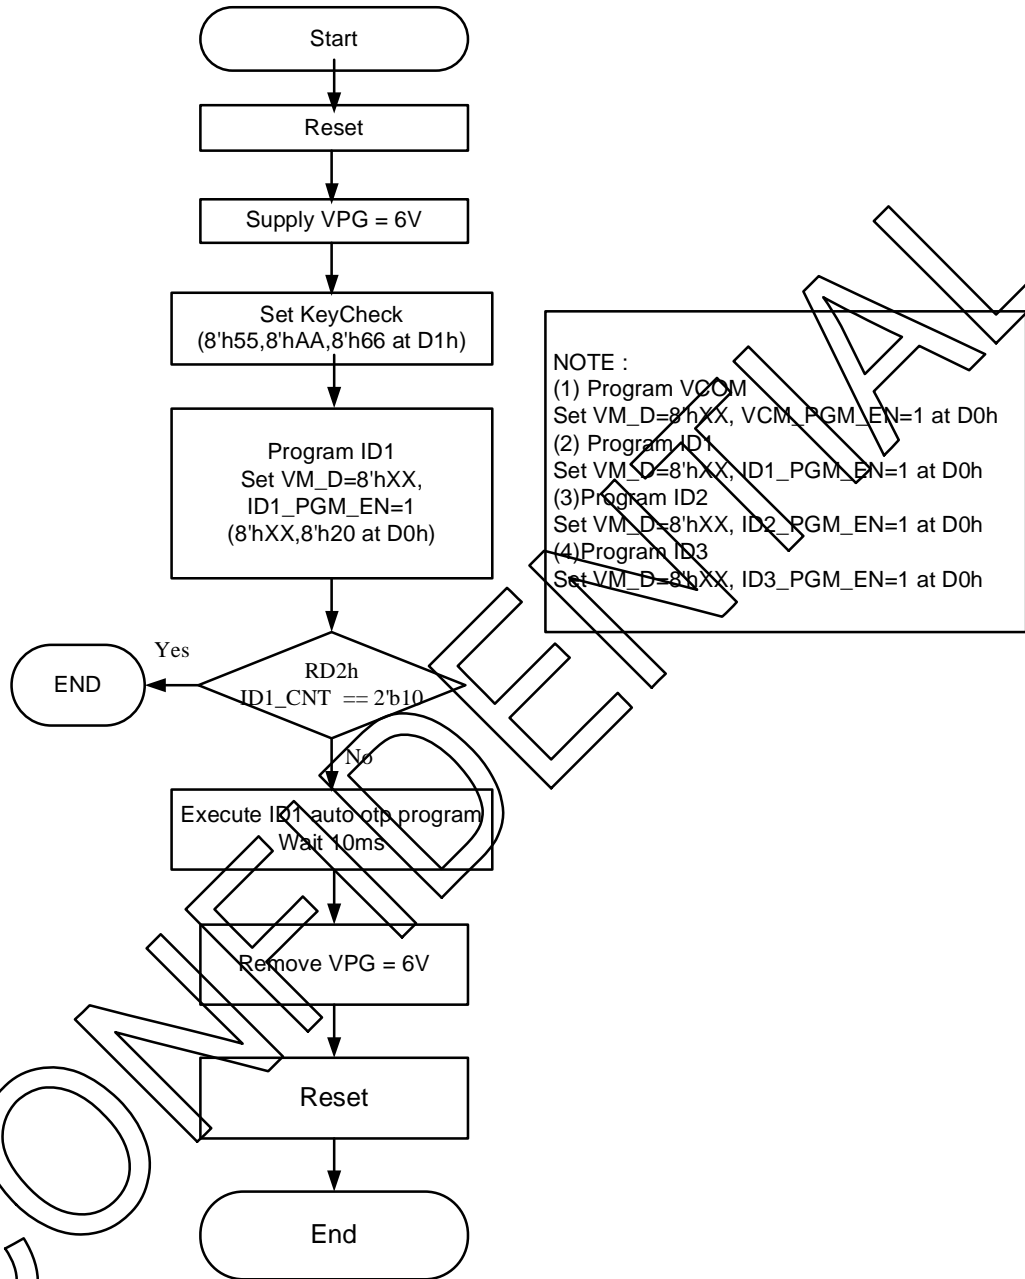 Start
Reset
Supply VPG = 6V
Set KeyCheck
(8'h55,8'hAA,8'h66 at D1h)
Program ID1
Set VM_D=8'hXX,
ID1_PGM_EN=1
(8'hXX,8'h20 at D0h)
NOTE :
(1) Program VCOM
Set VM_D=8'hXX, VCM_PGM_EN=1 at D0h
(2) Program ID1
Set VM_D=8'hXX, ID1_PGM_EN=1 at D0h
(3)Program ID2
Set VM_D=8'hXX, ID2_PGM_EN=1 at D0h
(4)Program ID3
Set VM_D=8'hXX, ID3_PGM_EN=1 at D0h
Yes
END
RD2h
ID1_CNT == 2'b10
No
Execute ID1 auto otp program
Wait 10ms
Remove VPG = 6V
Reset
End
CONFIDENTIAL